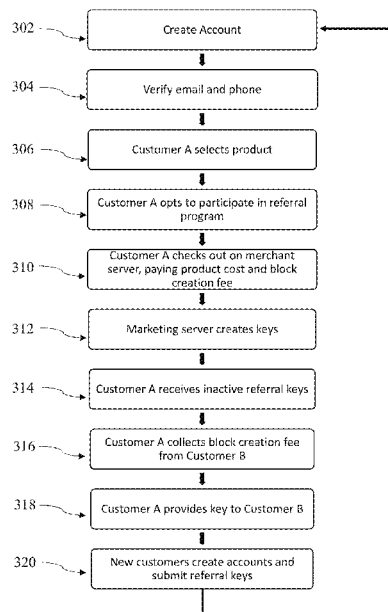 302
Create Account
304
Verify email and phone
306
Customer A selects product
308
Customer A opts to participate in referral
program
310
Customer A checks out on merchant
server, paying product cost and block
creation fee
312
Marketing server creates keys
314
Customer A receives inactive referral keys
316
Customer A collects block creation fee
from Customer B
318
Customer A provides key to Customer B
320
New customers create accounts and
submit referral keys